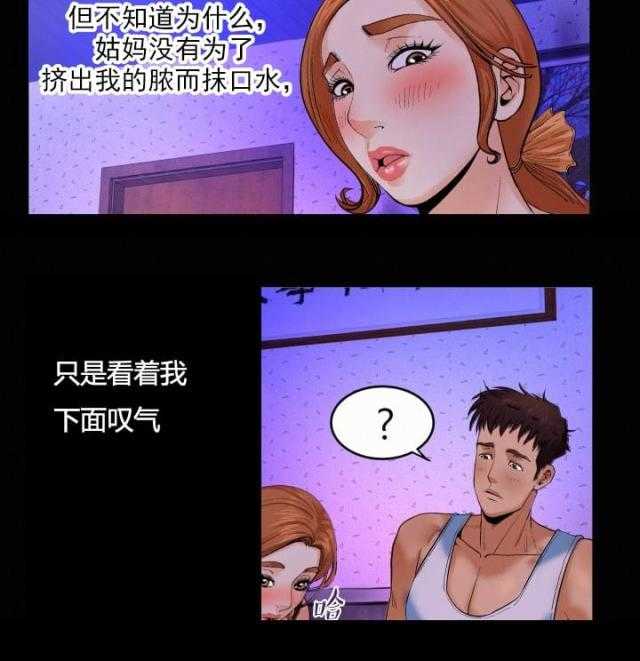 但不知道为什么，
姑妈没有为了
挤出我的脓而抹口水，
只是看着我
下面叹气
?
哈